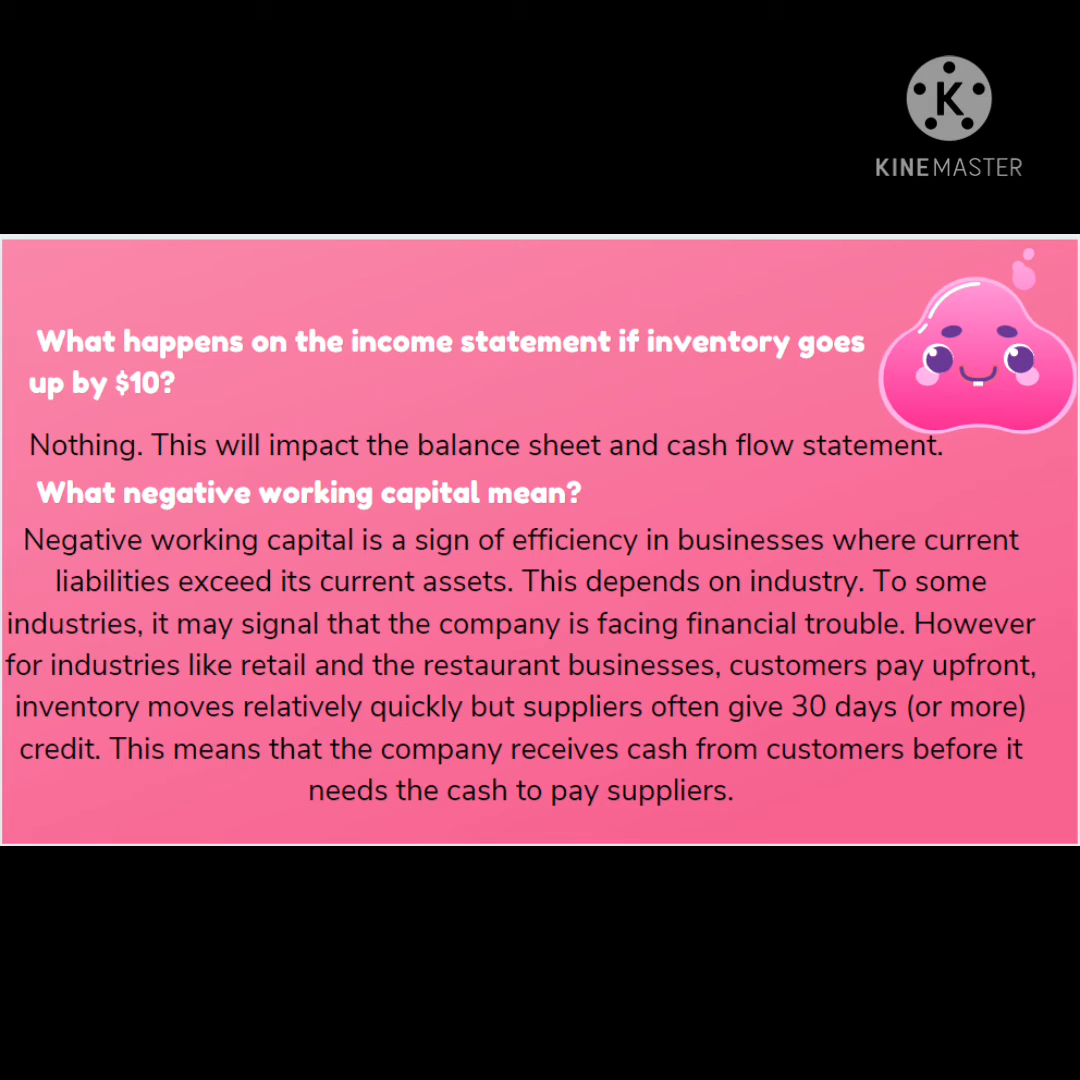 KINEMASTER
What happens on the income statement if inventory goes
up by $10?
Nothing. This will impact the balance sheet and cash flow statement.
What negative working capital mean?
Negative working capital is a sign of efficiency in businesses where current
liabilities exceed its current assets. This depends on industry. To some
industries, it may signal that the company is facing financial trouble. However
for industries like retail and the restaurant businesses, customers pay upfront,
inventory moves relatively quickly but suppliers often give 30 days (or more)
credit. This means that the company receives cash from customers before it
needs the cash to pay suppliers.